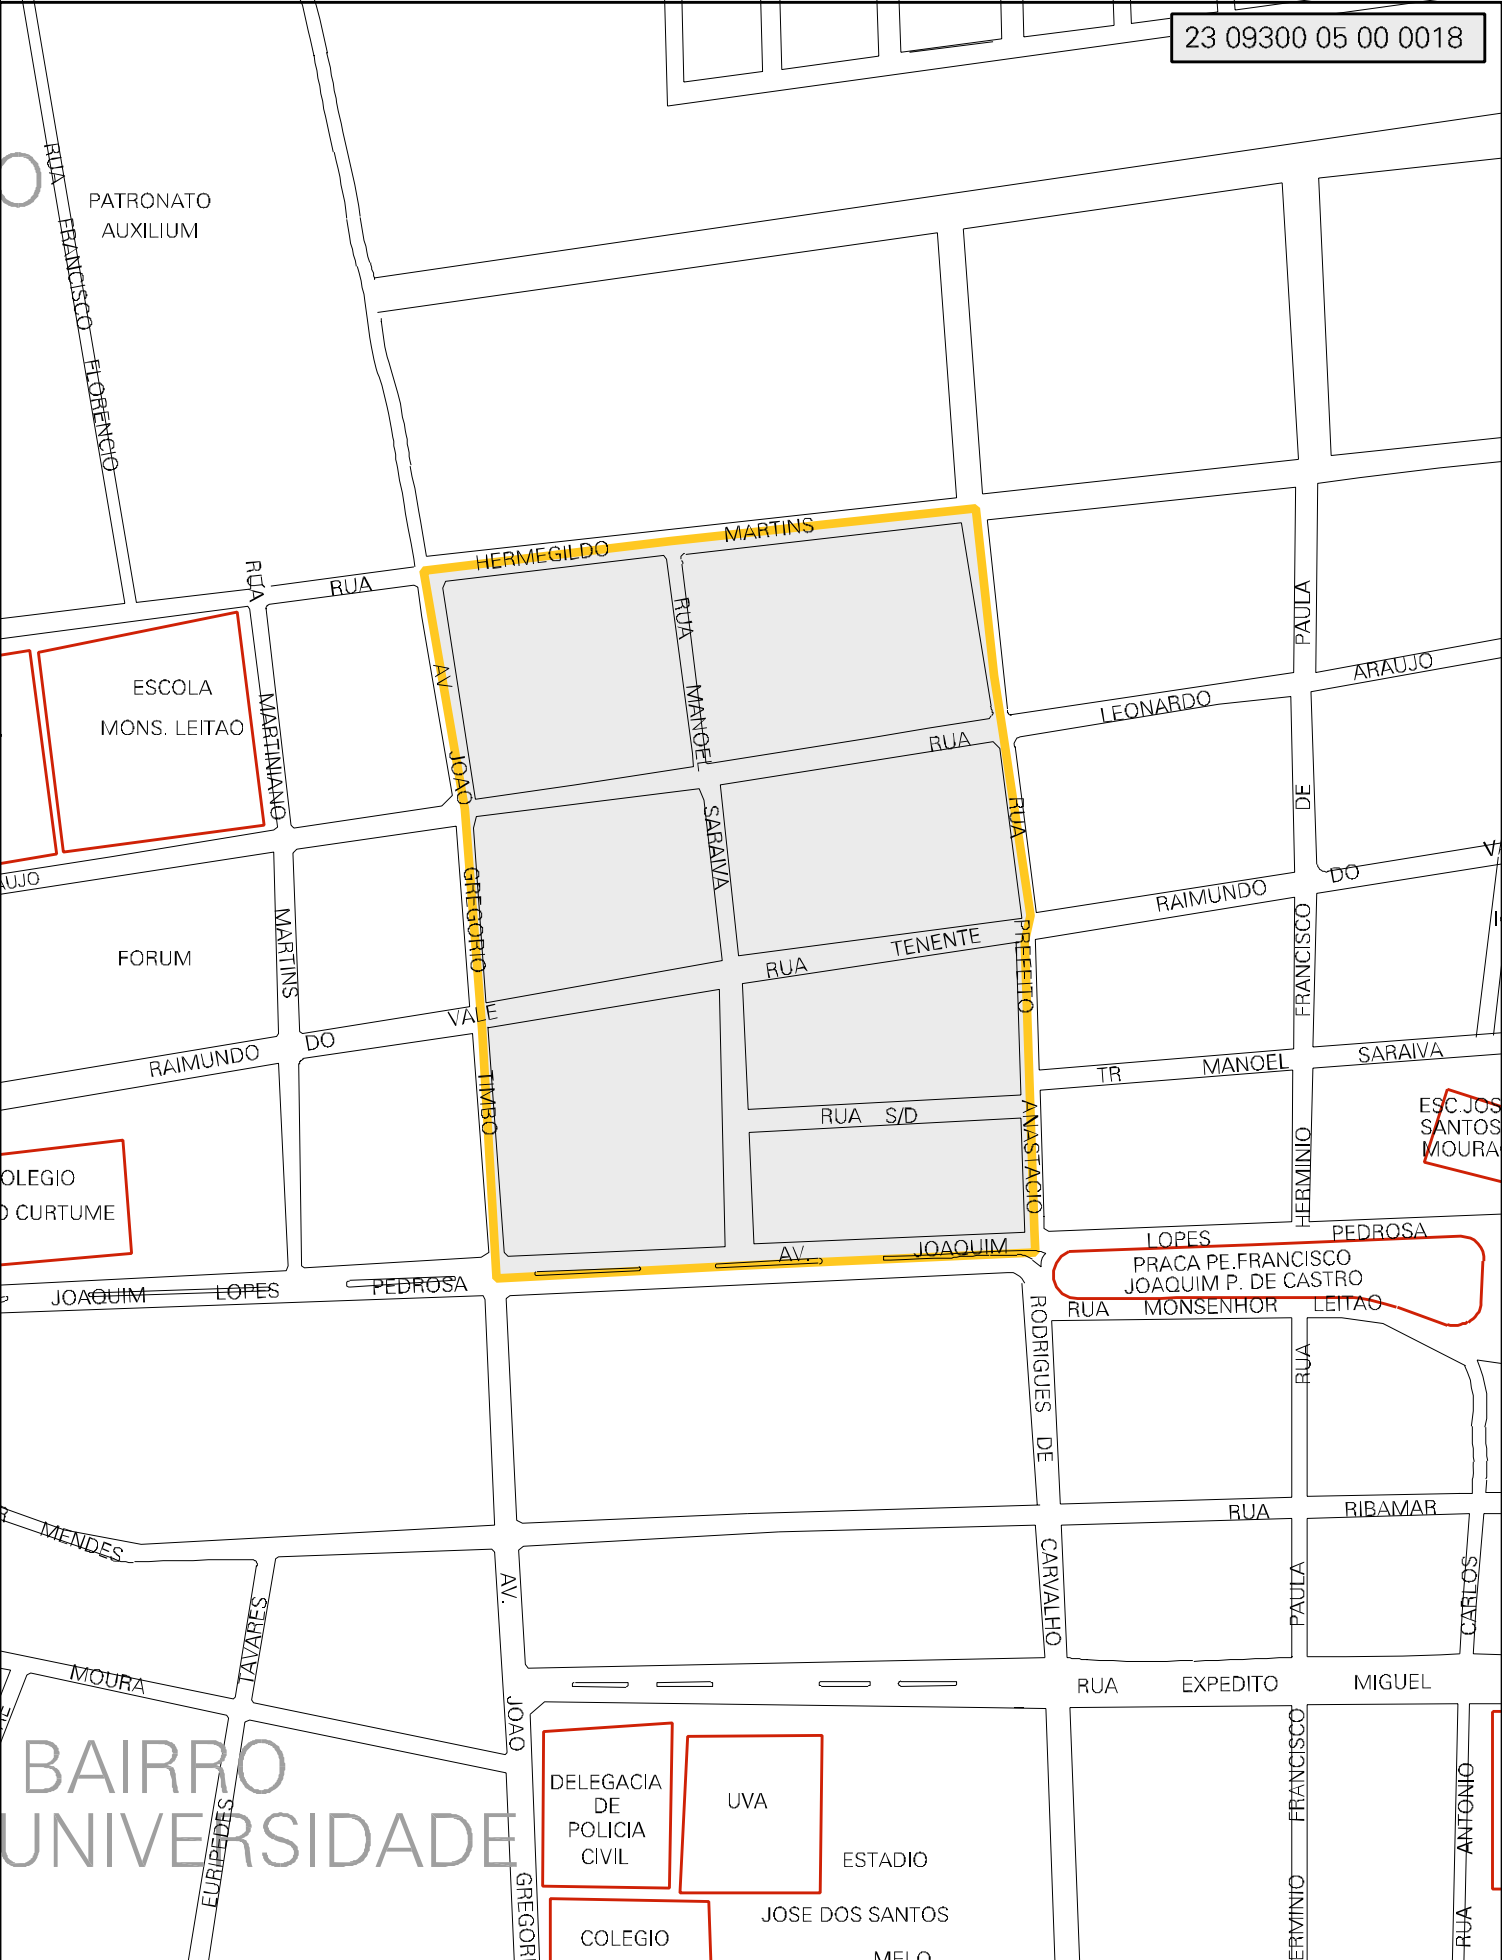 23 09300 05 00 0018
RUA FRANCISCO FLORENCIO
PATRONATO
AUXILIUM
RUA HERMEGILDO MARTINS
RUA MARTINIANO MARTINS
ESCOLA
MONS. LEITAO
AV JOAO GREGORIO TIMBO
RUA MANOEL SARAIVA
RUA LEONARDO ARAUJO
PAULA
DE
FRANCISCO
HERMINIO
RUA
RUA PREFEITO ANASTACIO
RODRIGUES DE CARVALHO
UJO
FORUM
RUA TENENTE RAIMUNDO DO
RAIMUNDO DO VALE
RUA S/D
TR MANOEL SARAIVA
ESC.JOS
SANTOS
MOURA
OLEGIO
CURTUME
JOAQUIM LOPES PEDROSA
AV. JOAQUIM LOPES PEDROSA
PRACA PE.FRANCISCO
JOAQUIM P. DE CASTRO
RUA MONSENHOR LEITAO
RUA RIBAMAR
MENDES
TAVARES
EURIPEDES
MOURA
AV. JOAO GREGORI
PAULA
FRANCISCO
ERMINIO
CARLOS
RUA ANTONIO
RUA EXPEDITO MIGUEL
BAIRRO
UNIVERSIDADE
DELEGACIA
DE
POLICIA
CIVIL
UVA
ESTADIO
JOSE DOS SANTOS
MELO
COLEGIO